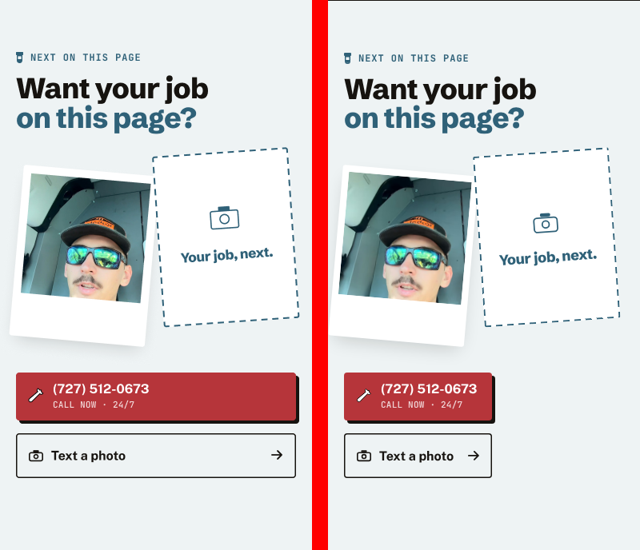 NEXT ON THIS PAGE
Want your job
on this page?
Your job, next.
(727) 512-0673
CALL NOW · 24/7
Text a photo
NEXT ON THIS PAGE
Want your job
on this page?
Your job, next.
(727) 512-0673
CALL NOW · 24/7
Text a photo